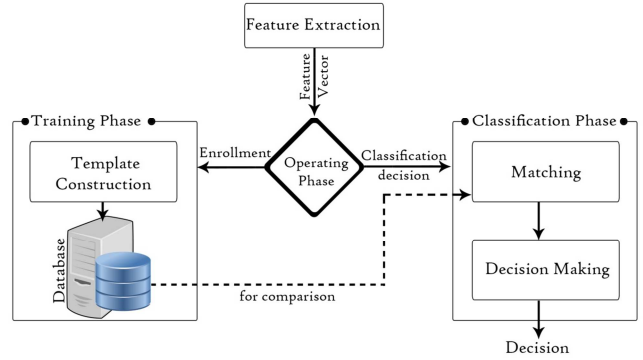 Feature Extraction
Feature
Vector
Training Phase
Classification Phase
Enrollment
Operating
Phase
Classification
decision
Template
Construction
Matching
Database
for comparison
Decision Making
Decision